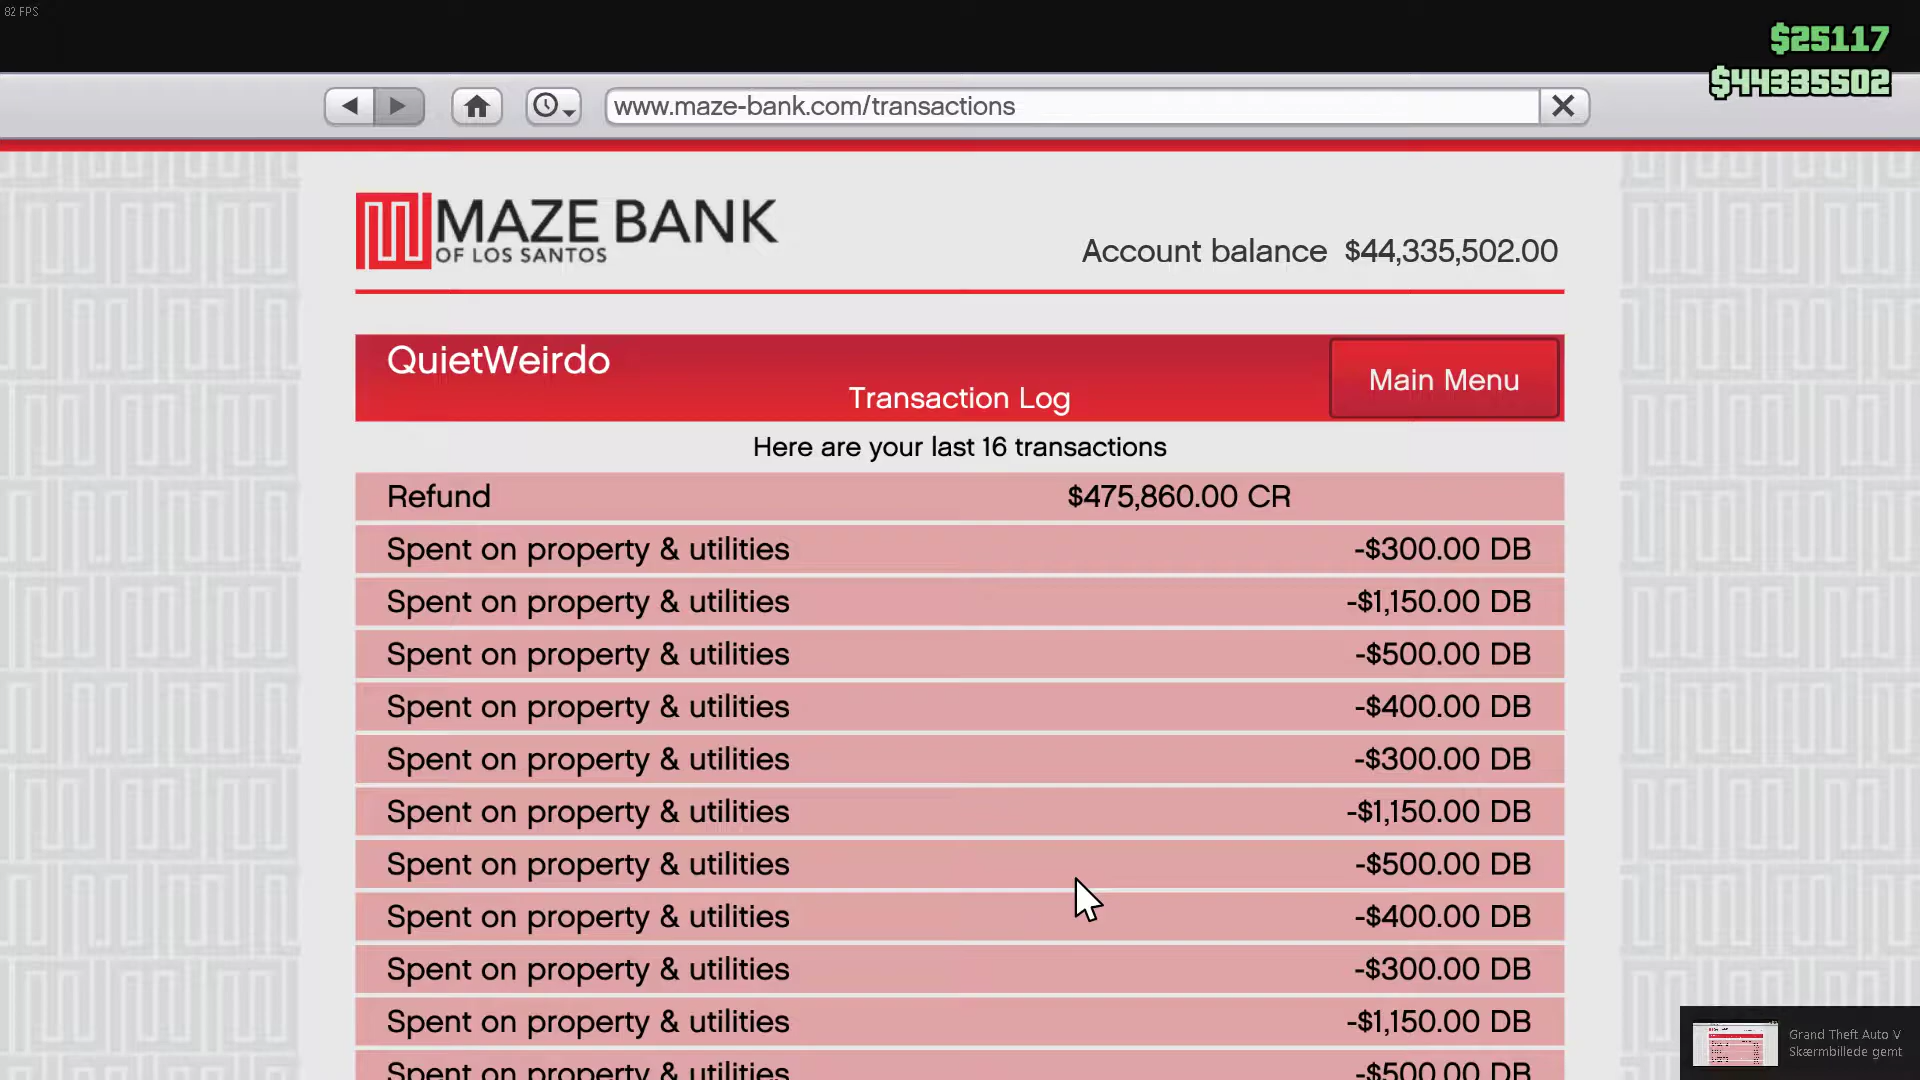 82 FPS
$25117
$44335502
www.maze-bank.com/transactions
MAZE BANK
OF LOS SANTOS
Account balance $44,335,502.00
QuietWeirdo
Main Menu
Transaction Log
Here are your last 16 transactions
Refund $475,860.00 CR
Spent on property & utilities -$300.00 DB
Spent on property & utilities -$1,150.00 DB
Spent on property & utilities -$500.00 DB
Spent on property & utilities -$400.00 DB
Spent on property & utilities -$300.00 DB
Spent on property & utilities -$1,150.00 DB
Spent on property & utilities -$500.00 DB
Spent on property & utilities -$400.00 DB
Spent on property & utilities -$300.00 DB
Spent on property & utilities -$1,150.00 DB
Spent on property & utilities -$500.00 DB
Grand Theft Auto V
Skærmbillede gemt